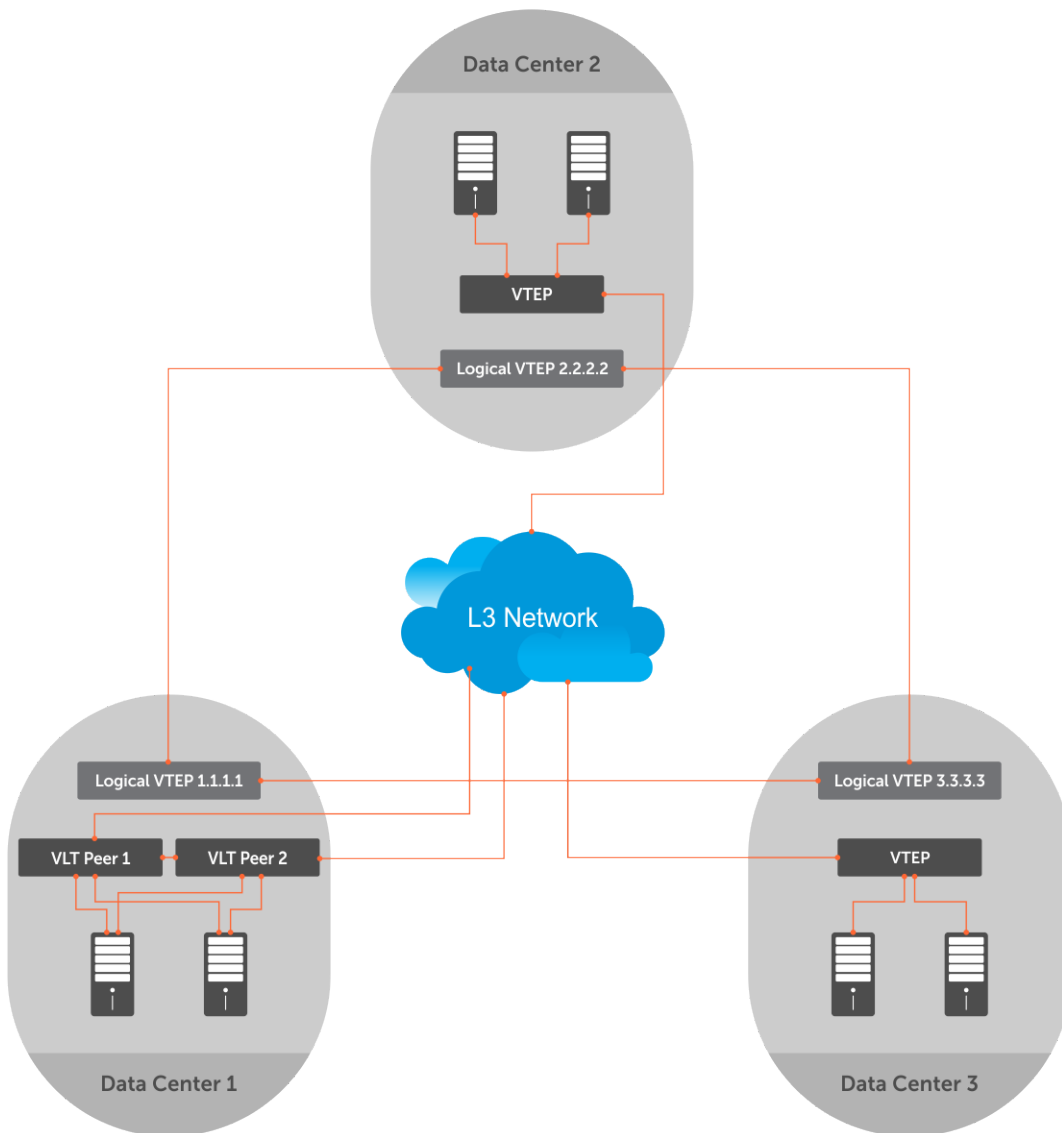 Data Center 2
VTEP
Logical VTEP 2.2.2.2
L3 Network
Logical VTEP 1.1.1.1
Logical VTEP 3.3.3.3
VLT Peer 1
VLT Peer 2
VTEP
Data Center 1
Data Center 3